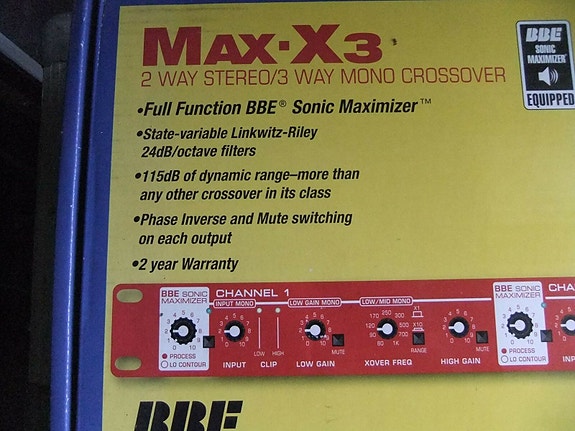 MAX·X3
2 WAY STEREO/3 WAY MONO CROSSOVER
BBE
SONIC
MAXIMIZER
EQUIPPED
•Full Function BBE® Sonic Maximizer™
•State-variable Linkwitz-Riley
24dB/octave filters
•115dB of dynamic range–more than
any other crossover in its class
•Phase Inverse and Mute switching
on each output
•2 year Warranty
BBE SONIC
MAXIMIZER
PROCESS
LO CONTOUR
CHANNEL 1
INPUT MONO
INPUT
LOW
HIGH
CLIP
LOW GAIN MONO
LOW GAIN
MUTE
LOW/MID MONO
XOVER FREQ
X1
X10
RANGE
HIGH GAIN
MUTE
BBE SONIC
MAXIMIZER
PROCESS
LO CONTOUR
CHA
INP
BBE